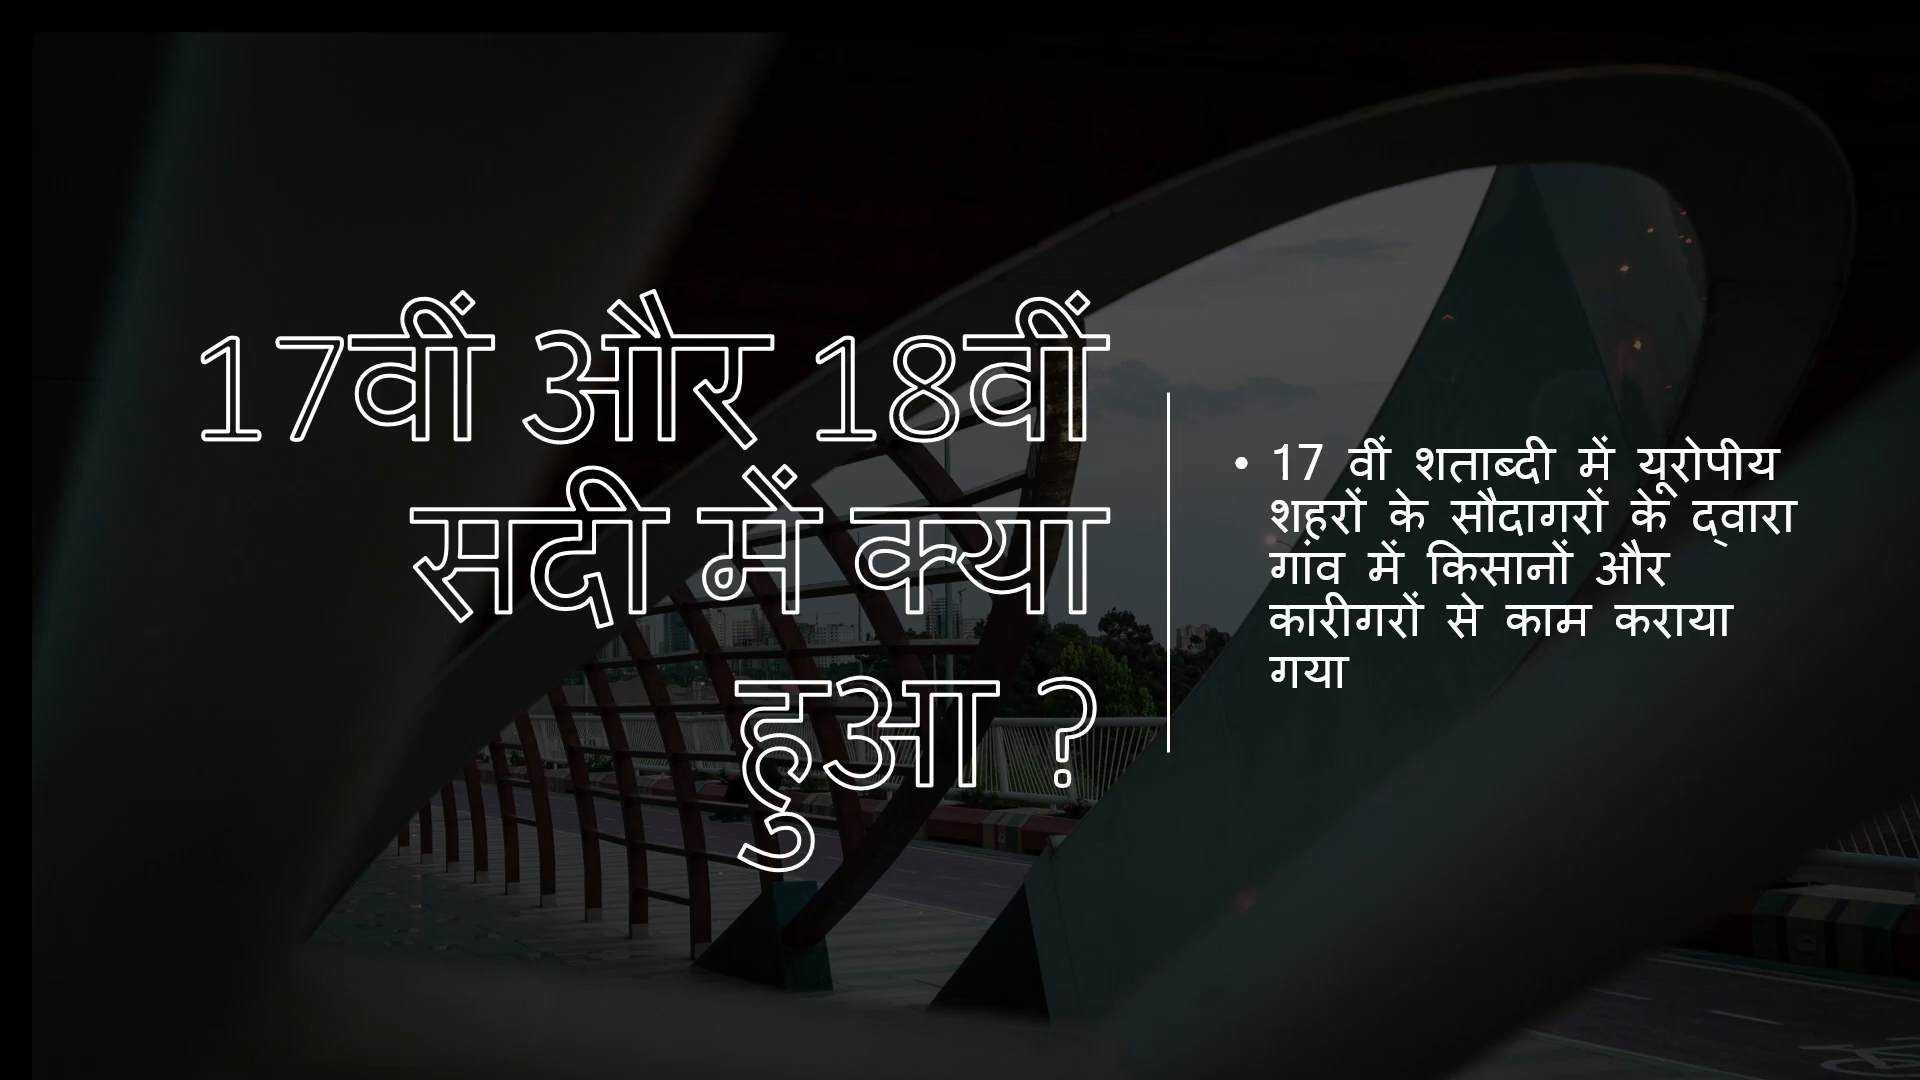 17वीं और 18वीं
सदी में क्या
हुआ ?
• 17 वीं शताब्दी में यूरोपीय
शहरों के सौदागरों के द्वारा
गांव में किसानों और
कारीगरों से काम कराया
गया